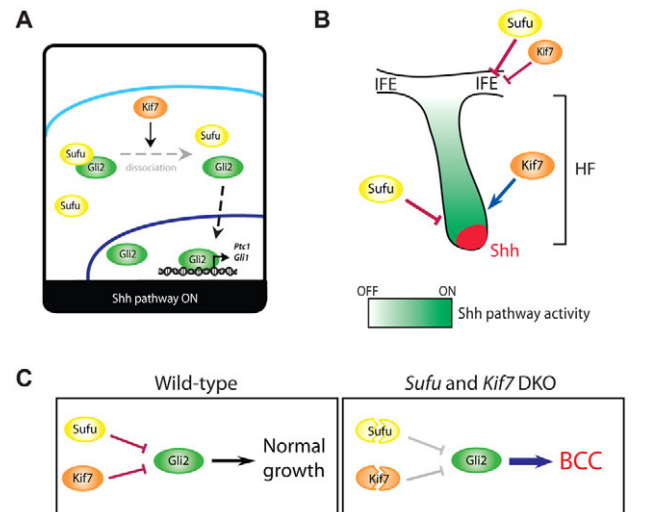 A
Kif7
Sufu
Sufu
Gli2
dissociation
Gli2
Sufu
Gli2
Gli2
Ptc1
Gli1
Shh pathway ON
B
Sufu
Kif7
IFE
IFE
Sufu
Kif7
HF
Shh
OFF
ON
Shh pathway activity
C
Wild-type
Sufu
Kif7
Gli2
Normal
growth
Sufu and Kif7 DKO
Sufu
Kif7
Gli2
BCC